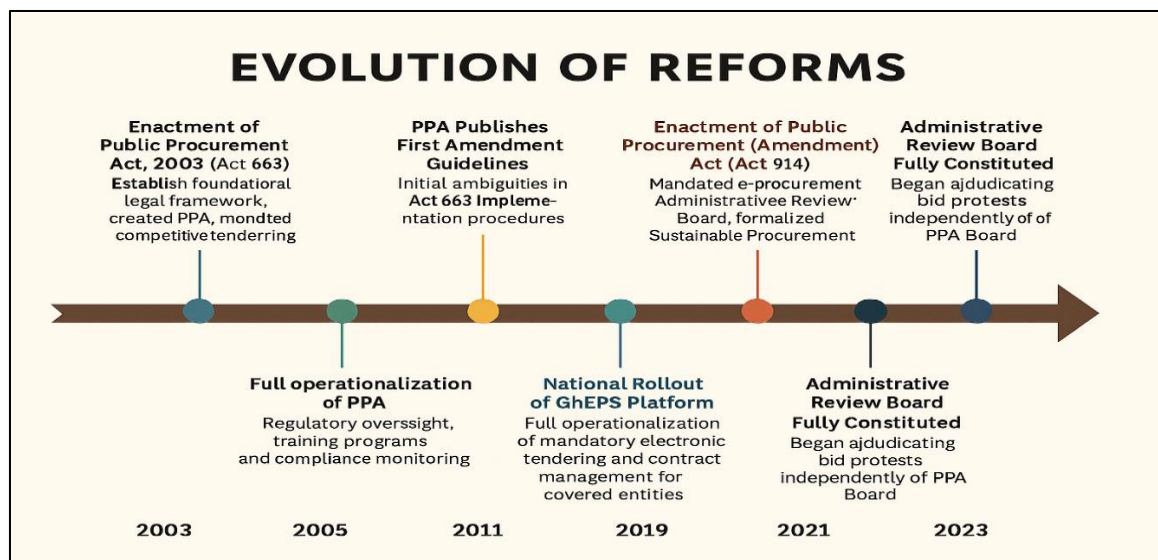 EVOLUTION OF REFORMS
Enactment of
Public Procurement
Act, 2003 (Act 663)
Establish foundatioral
legal framework,
created PPA, mondted
competitivetenderring
PPA Publishes
First Amendment
Guidelines
Initial ambiguities in
Act 663 Impleme-
ntation procedures
Enactment of Public
Procurement (Amendment)
Act (Act 914)
Mandated e-procurement
Administrativee Review·
Board, formalized
Sustainable Procurement
Administrative
Review Board
Fully Constituted
Began ajdudicating
bid protests
independently of of
PPA Board
Full operationalization
of PPA
Regulatory overssight,
training programs
and compliance monitoring
National Rollout
of GhEPS Platform
Full operationalization
of mandatory electronic
tendering and contract
management for
covered entities
Administrative
Review Board
Fully Constituted
Began ajdudicating
bid protests
independently of PPA
Board
2003 2005 2011 2019 2021 2023